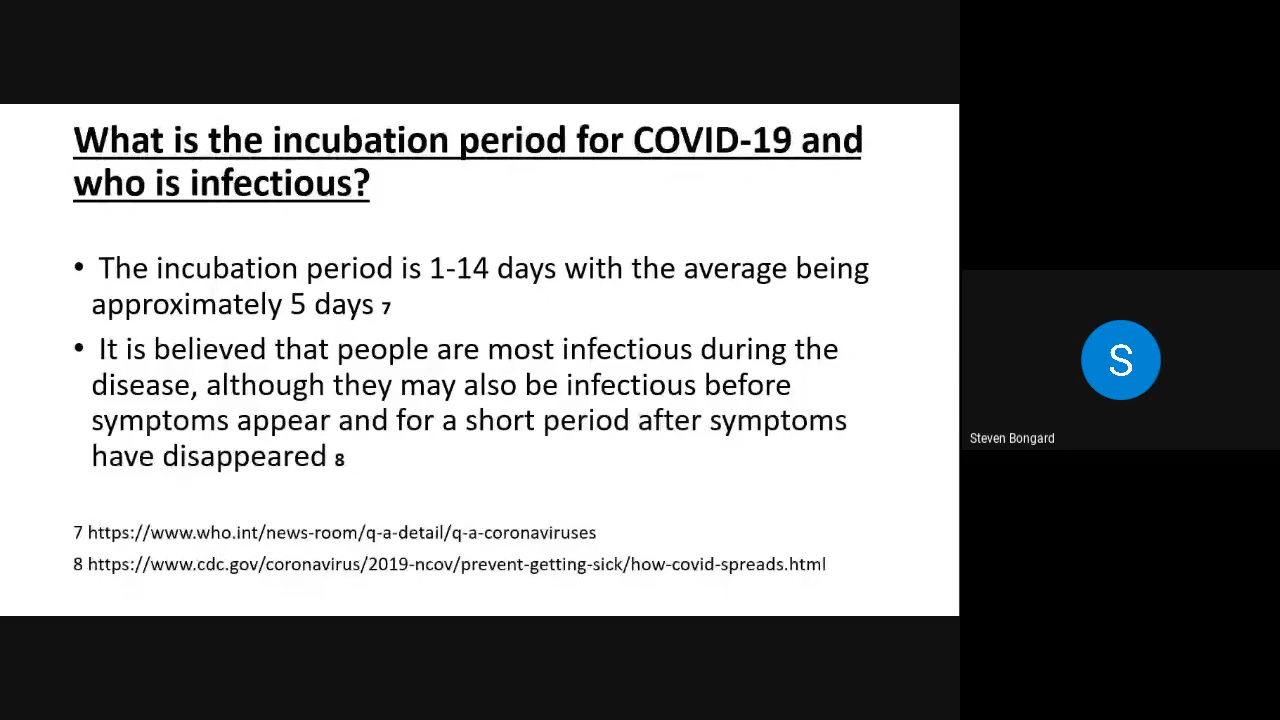 What is the incubation period for COVID-19 and
who is infectious?
• The incubation period is 1-14 days with the average being
approximately 5 days 7
• It is believed that people are most infectious during the
disease, although they may also be infectious before
symptoms appear and for a short period after symptoms
have disappeared 8
7 https://www.who.int/news-room/q-a-detail/q-a-coronaviruses
8 https://www.cdc.gov/coronavirus/2019-ncov/prevent-getting-sick/how-covid-spreads.html
S
Steven Bongard